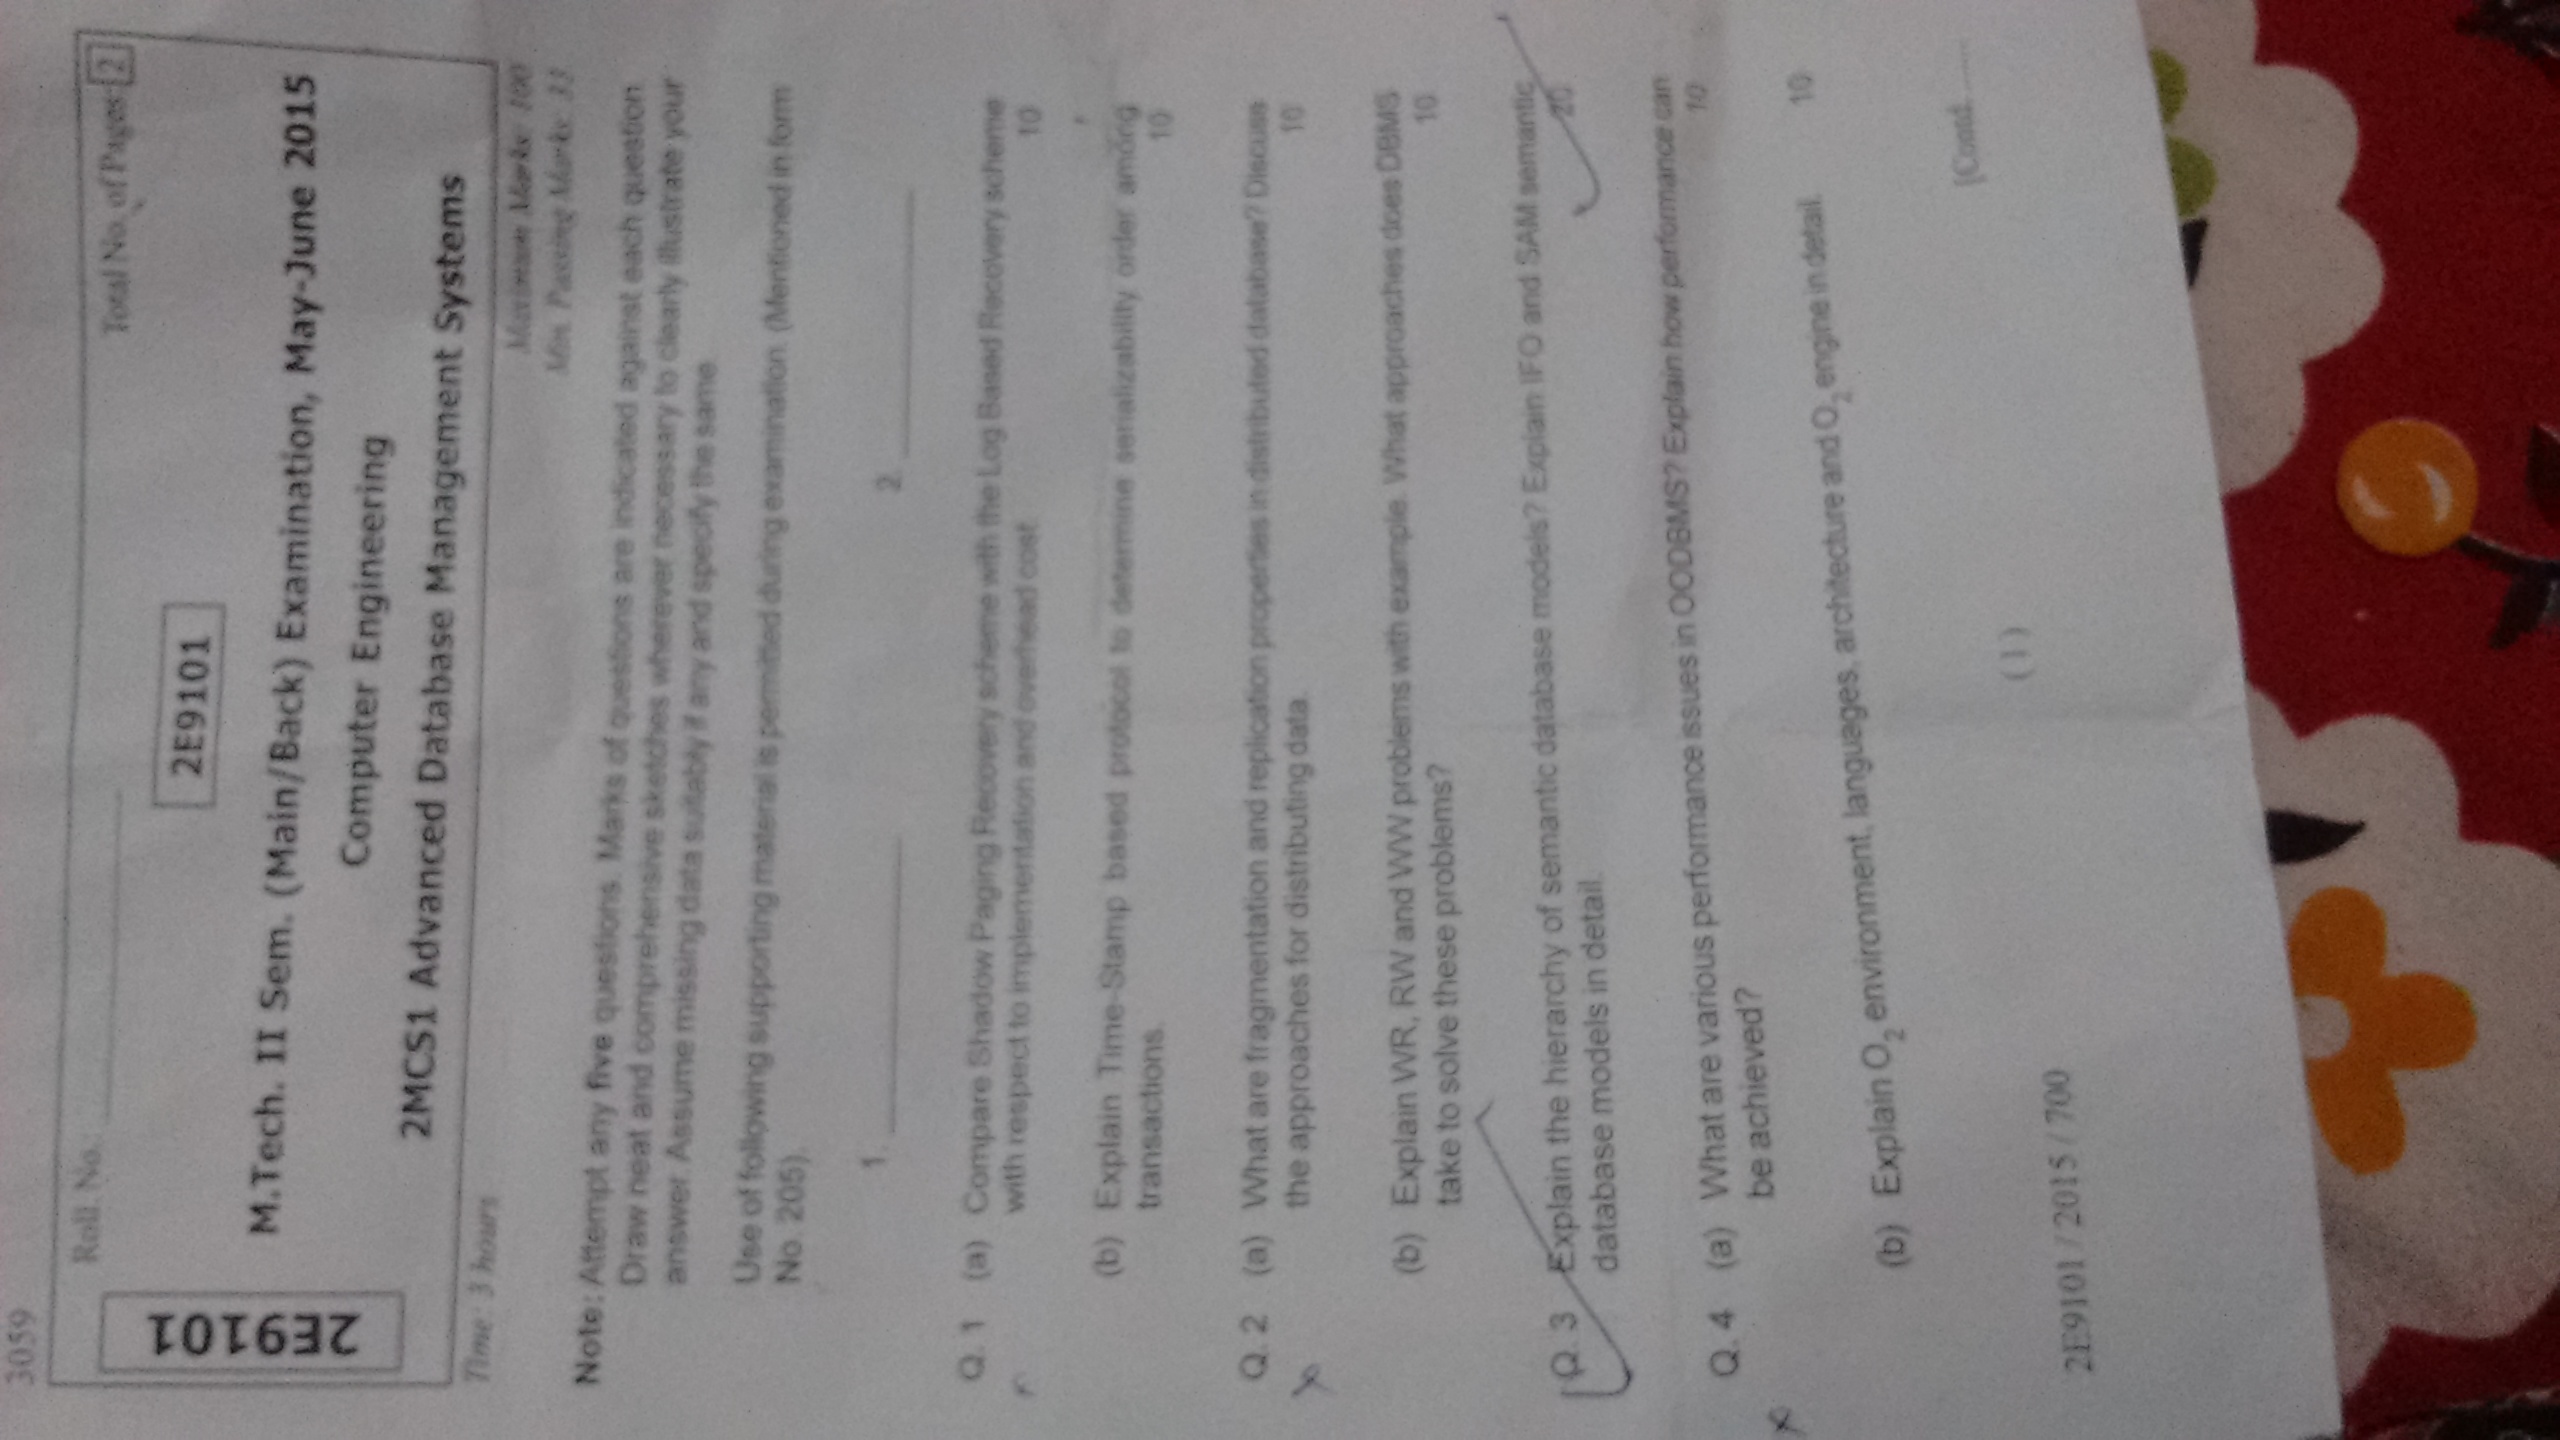 3059
Roll. No. ____________ Total No. of Pages: 2
2E9101
2E9101
M.Tech. II Sem. (Main/Back) Examination, May-June 2015
Computer Engineering
2MCS1 Advanced Database Management Systems
Time: 3 hours Maximum Marks: 100
Min. Passing Marks: 33
Note: Attempt any five questions. Marks of questions are indicated against each question.
Draw neat and comprehensive sketches wherever necessary to clearly illustrate your
answer. Assume missing data suitably if any and specify the same.
Use of following supporting material is permitted during examination. (Mentioned in form
No. 205).
1. ____________ 2. ____________
Q. 1 (a) Compare Shadow Paging Recovery scheme with the Log Based Recovery scheme
with respect to implementation and overhead cost. 10
(b) Explain Time-Stamp based protocol to determine serializability order among
transactions. 10
Q. 2 (a) What are fragmentation and replication properties in distributed database? Discuss
the approaches for distributing data. 10
(b) Explain WR, RW and WW problems with example. What approaches does DBMS
take to solve these problems? 10
Q. 3 Explain the hierarchy of semantic database models? Explain IFO and SAM semantic
database models in detail. 20
Q. 4 (a) What are various performance issues in OODBMS? Explain how performance can
be achieved? 10
(b) Explain O2 environment, languages, architecture and O2 engine in detail. 10
2E9101 / 2015 / 700 (1) [Contd.....